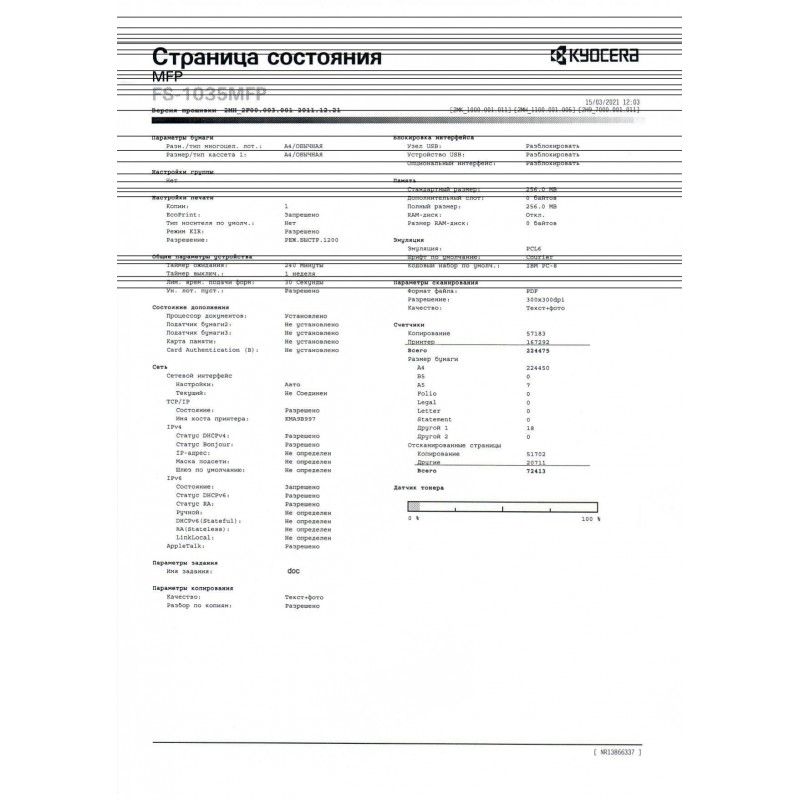 Страница состояния
KYOCERA
MFP
FS-1035MFP
15/03/2021 12:03
Версия прошивки 2MH_2F00.003.001 2011.12.21
[2MK_1000.001.011] [2MH_1100.001.006] [2H9_7000.001.011]
Параметры бумаги
Разм./тип многоцел. лот.: A4/ОБЫЧНАЯ
Размер/тип кассета 1: A4/ОБЫЧНАЯ
Настройки группы
Нет
Настройки печати
Копии: 1
EcoPrint: Запрещено
Тип носителя по умолч.: Нет
Режим KIR: Разрешено
Разрешение: РЕЖ.БЫСТР.1200
Общие параметры устройства
Таймер ожидания: 240 минуты
Таймер выключ.: 1 неделя
Лим. врем. подачи форм: 30 Секунды
Ун. лот. пуст.: Разрешено
Состояние дополнения
Процессор документов: Установлено
Податчик бумаги2: Не установлено
Податчик бумаги3: Не установлено
Карта памяти: Не установлено
Card Authentication (B): Не установлено
Сеть
Сетевой интерфейс
Настройки: Авто
Текущий: Не Соединен
TCP/IP
Состояние: Разрешено
Имя хоста принтера: KMA9B997
IPv4
Статус DHCPv4: Разрешено
Статус Bonjour: Разрешено
IP-адрес: Не определен
Маска подсети: Не определен
Шлюз по умолчанию: Не определен
IPv6
Состояние: Запрещено
Статус DHCPv6: Разрешено
Статус RA: Разрешено
Ручной: Не определен
DHCPv6(Stateful): Не определен
RA(Stateless): Не определен
LinkLocal: Не определен
AppleTalk: Разрешено
Параметры задания
Имя задания: doc
Параметры копирования
Качество: Текст+фото
Разбор по копиям: Разрешено
Блокировка интерфейса
Узел USB: Разблокировать
Устройство USB: Разблокировать
Опциональный интерфейс: Разблокировать
Память
Стандартный размер: 256.0 MB
Дополнительный слот: 0 байтов
Полный размер: 256.0 MB
RAM-диск: Откл.
Размер RAM-диск: 0 байтов
Эмуляция
Эмуляция: PCL6
Шрифт по умолчанию: Courier
Кодовый набор по умолч.: IBM PC-8
Параметры сканирования
Формат файла: PDF
Разрешение: 300x300dpi
Качество: Текст+фото
Счетчики
Копирование 57183
Принтер 167292
Всего 224475
Размер бумаги
A4 224450
B5 0
A5 7
Folio 0
Legal 0
Letter 0
Statement 0
Другой 1 18
Другой 2 0
Отсканированные страницы
Копирование 51702
Другие 20711
Всего 72413
Датчик тонера
0 % 100 %
[ NR13866337 ]